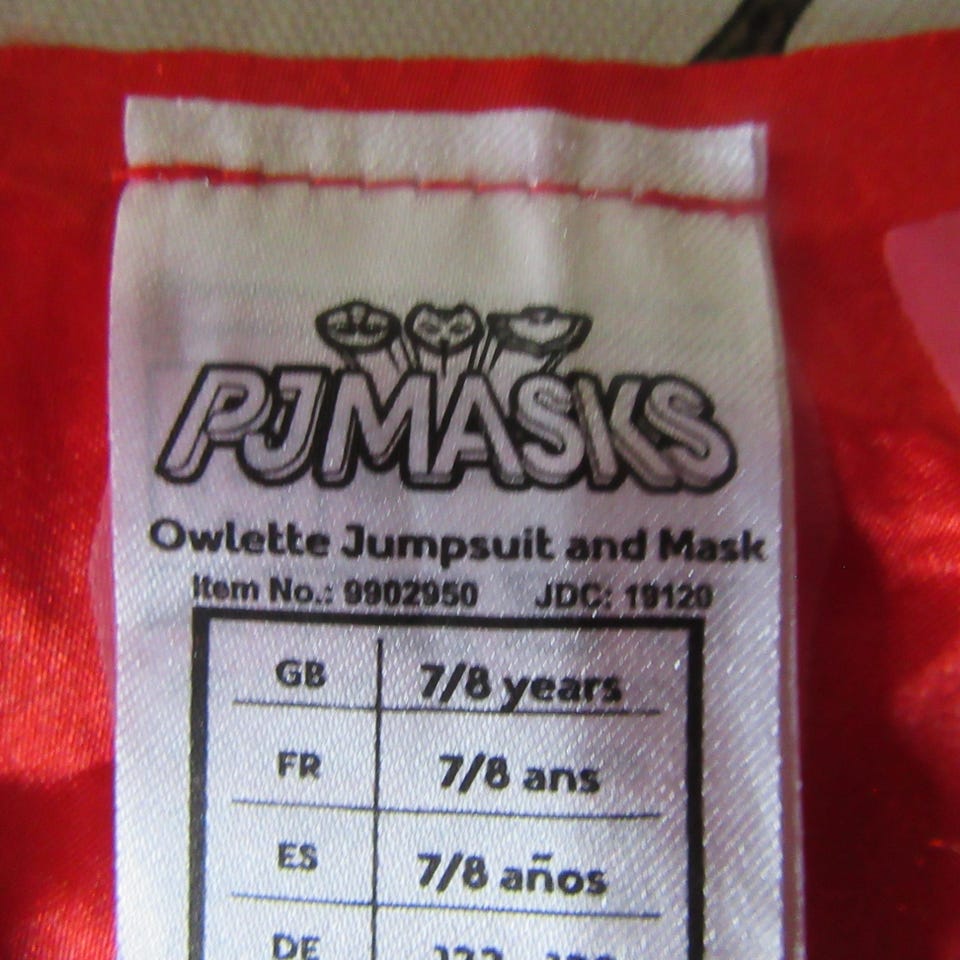 PJMASKS
Owlette Jumpsuit and Mask
Item No.: 9902950 JDC: 19120
GB 7/8 years
FR 7/8 ans
ES 7/8 años
DE